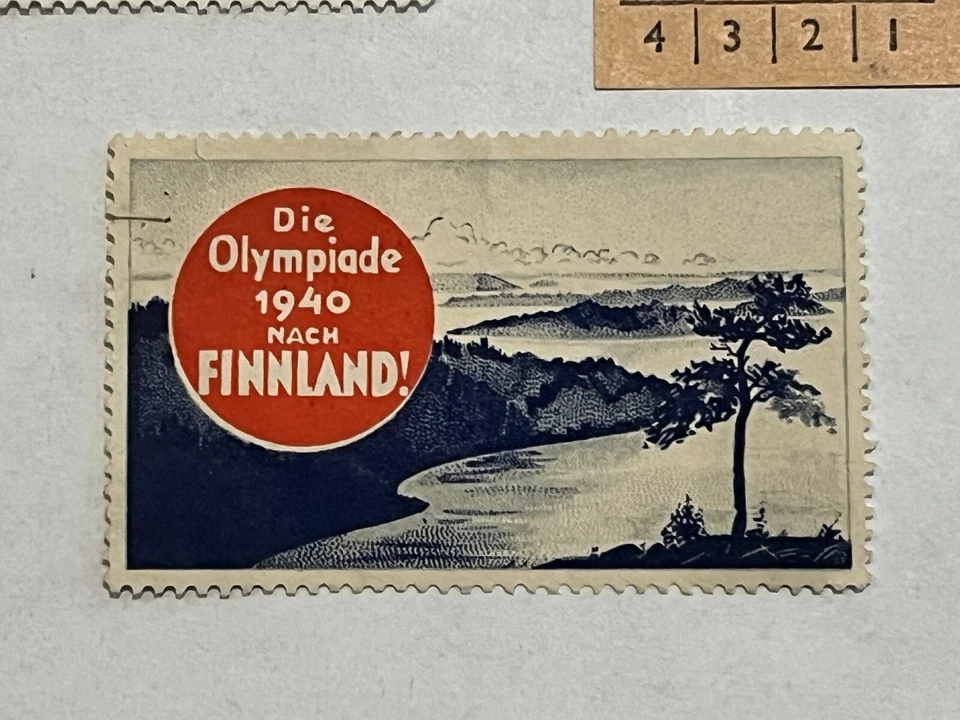 4 3 2 1
Die
Olympiade
1940
NACH
FINNLAND!